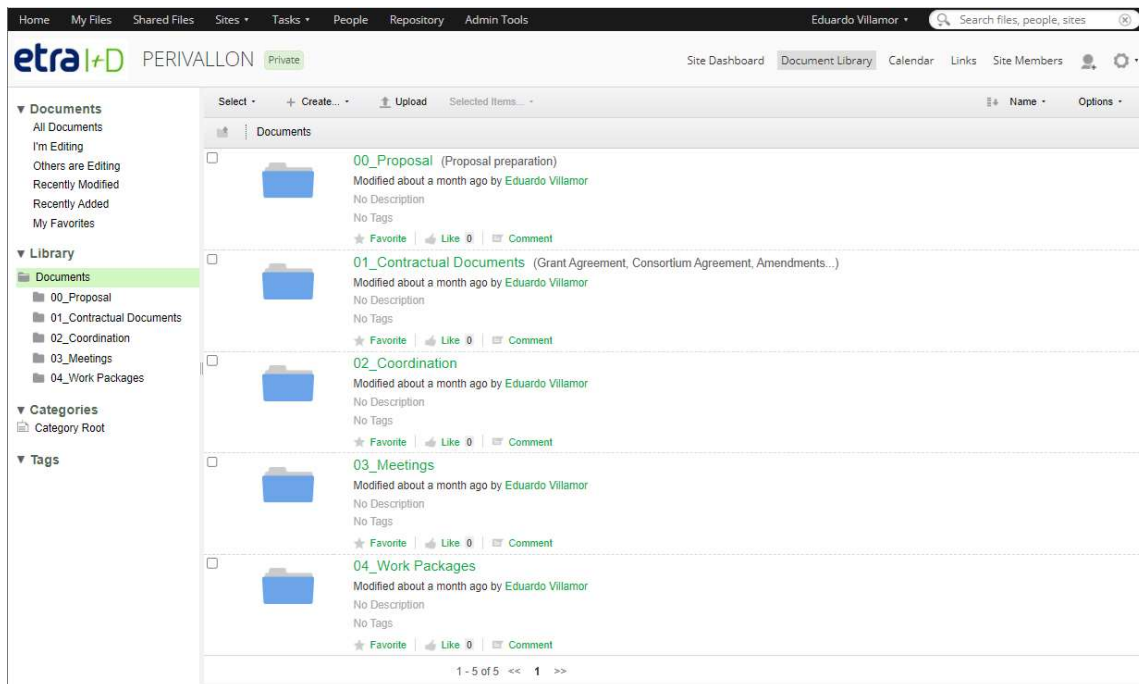 Home My Files Shared Files Sites Tasks People Repository Admin Tools Eduardo Villamor Search files, people, sites
etra I+D PERIVALLON Private Site Dashboard Document Library Calendar Links Site Members
Select + Create... Upload Selected Items... Name Options
Documents
Documents
All Documents
I'm Editing
Others are Editing
Recently Modified
Recently Added
My Favorites
Library
Documents
00_Proposal
01_Contractual Documents
02_Coordination
03_Meetings
04_Work Packages
Categories
Category Root
Tags
00_Proposal (Proposal preparation)
Modified about a month ago by Eduardo Villamor
No Description
No Tags
Favorite Like 0 Comment
01_Contractual Documents (Grant Agreement, Consortium Agreement, Amendments...)
Modified about a month ago by Eduardo Villamor
No Description
No Tags
Favorite Like 0 Comment
02_Coordination
Modified about a month ago by Eduardo Villamor
No Description
No Tags
Favorite Like 0 Comment
03_Meetings
Modified about a month ago by Eduardo Villamor
No Description
No Tags
Favorite Like 0 Comment
04_Work Packages
Modified about a month ago by Eduardo Villamor
No Description
No Tags
Favorite Like 0 Comment
1 - 5 of 5 << 1 >>